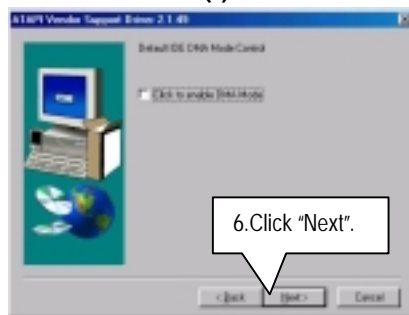 ATAPI Vendor Support Driver 2.1.49
Default IDE DMA Mode Control
Click to enable DMA Mode
6.Click “Next”.
< Back
Next >
Cancel